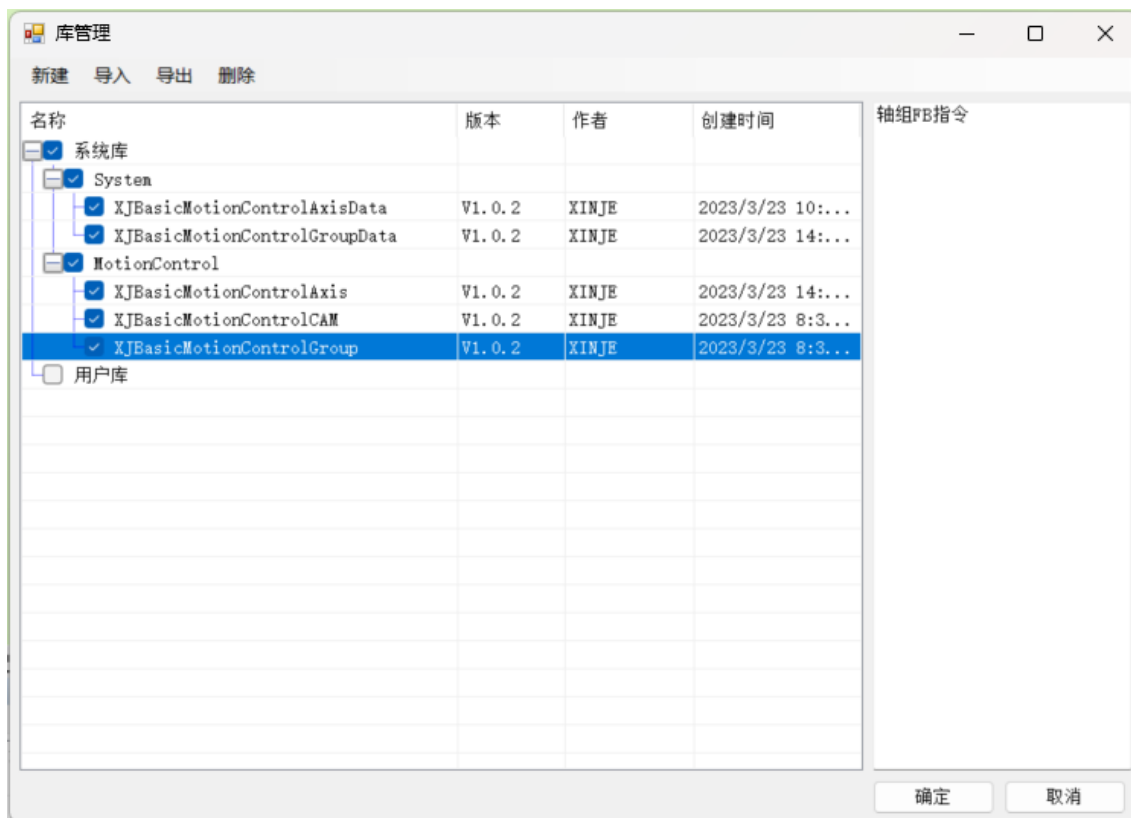 库管理
新建 导入 导出 删除
名称 版本 作者 创建时间 轴组FB指令
系统库
System
XJBasicMotionControlAxisData V1.0.2 XINJE 2023/3/23 10:...
XJBasicMotionControlGroupData V1.0.2 XINJE 2023/3/23 14:...
MotionControl
XJBasicMotionControlAxis V1.0.2 XINJE 2023/3/23 14:...
XJBasicMotionControlCAM V1.0.2 XINJE 2023/3/23 8:3...
XJBasicMotionControlGroup V1.0.2 XINJE 2023/3/23 8:3...
用户库
确定 取消